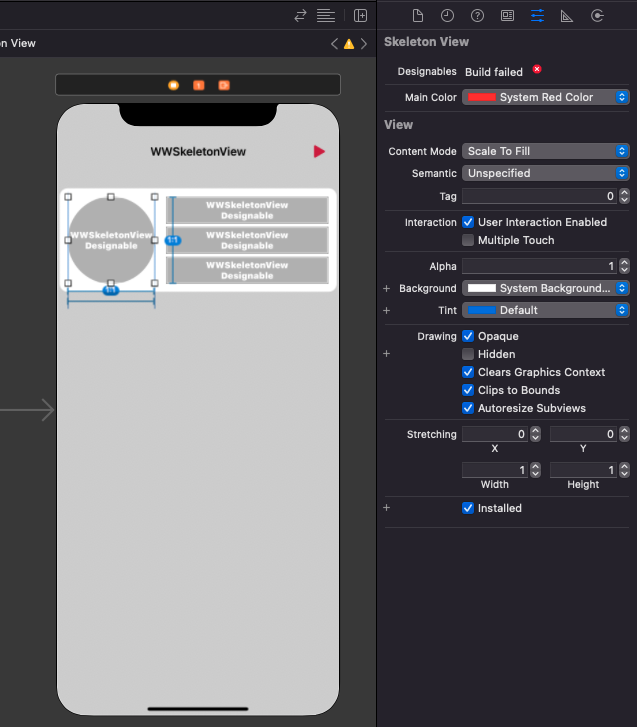 on View
Skeleton View
Designables Build failed
Main Color System Red Color
View
Content Mode Scale To Fill
Semantic Unspecified
Tag 0
Interaction User Interaction Enabled
Multiple Touch
Alpha 1
Background System Background...
Tint Default
Drawing Opaque
Hidden
Clears Graphics Context
Clips to Bounds
Autoresize Subviews
Stretching 0 0
X Y
1 1
Width Height
Installed
WWSkeletonView
WWSkeletonView
Designable
1:1
WWSkeletonView
Designable
WWSkeletonView
Designable
WWSkeletonView
Designable
1:1